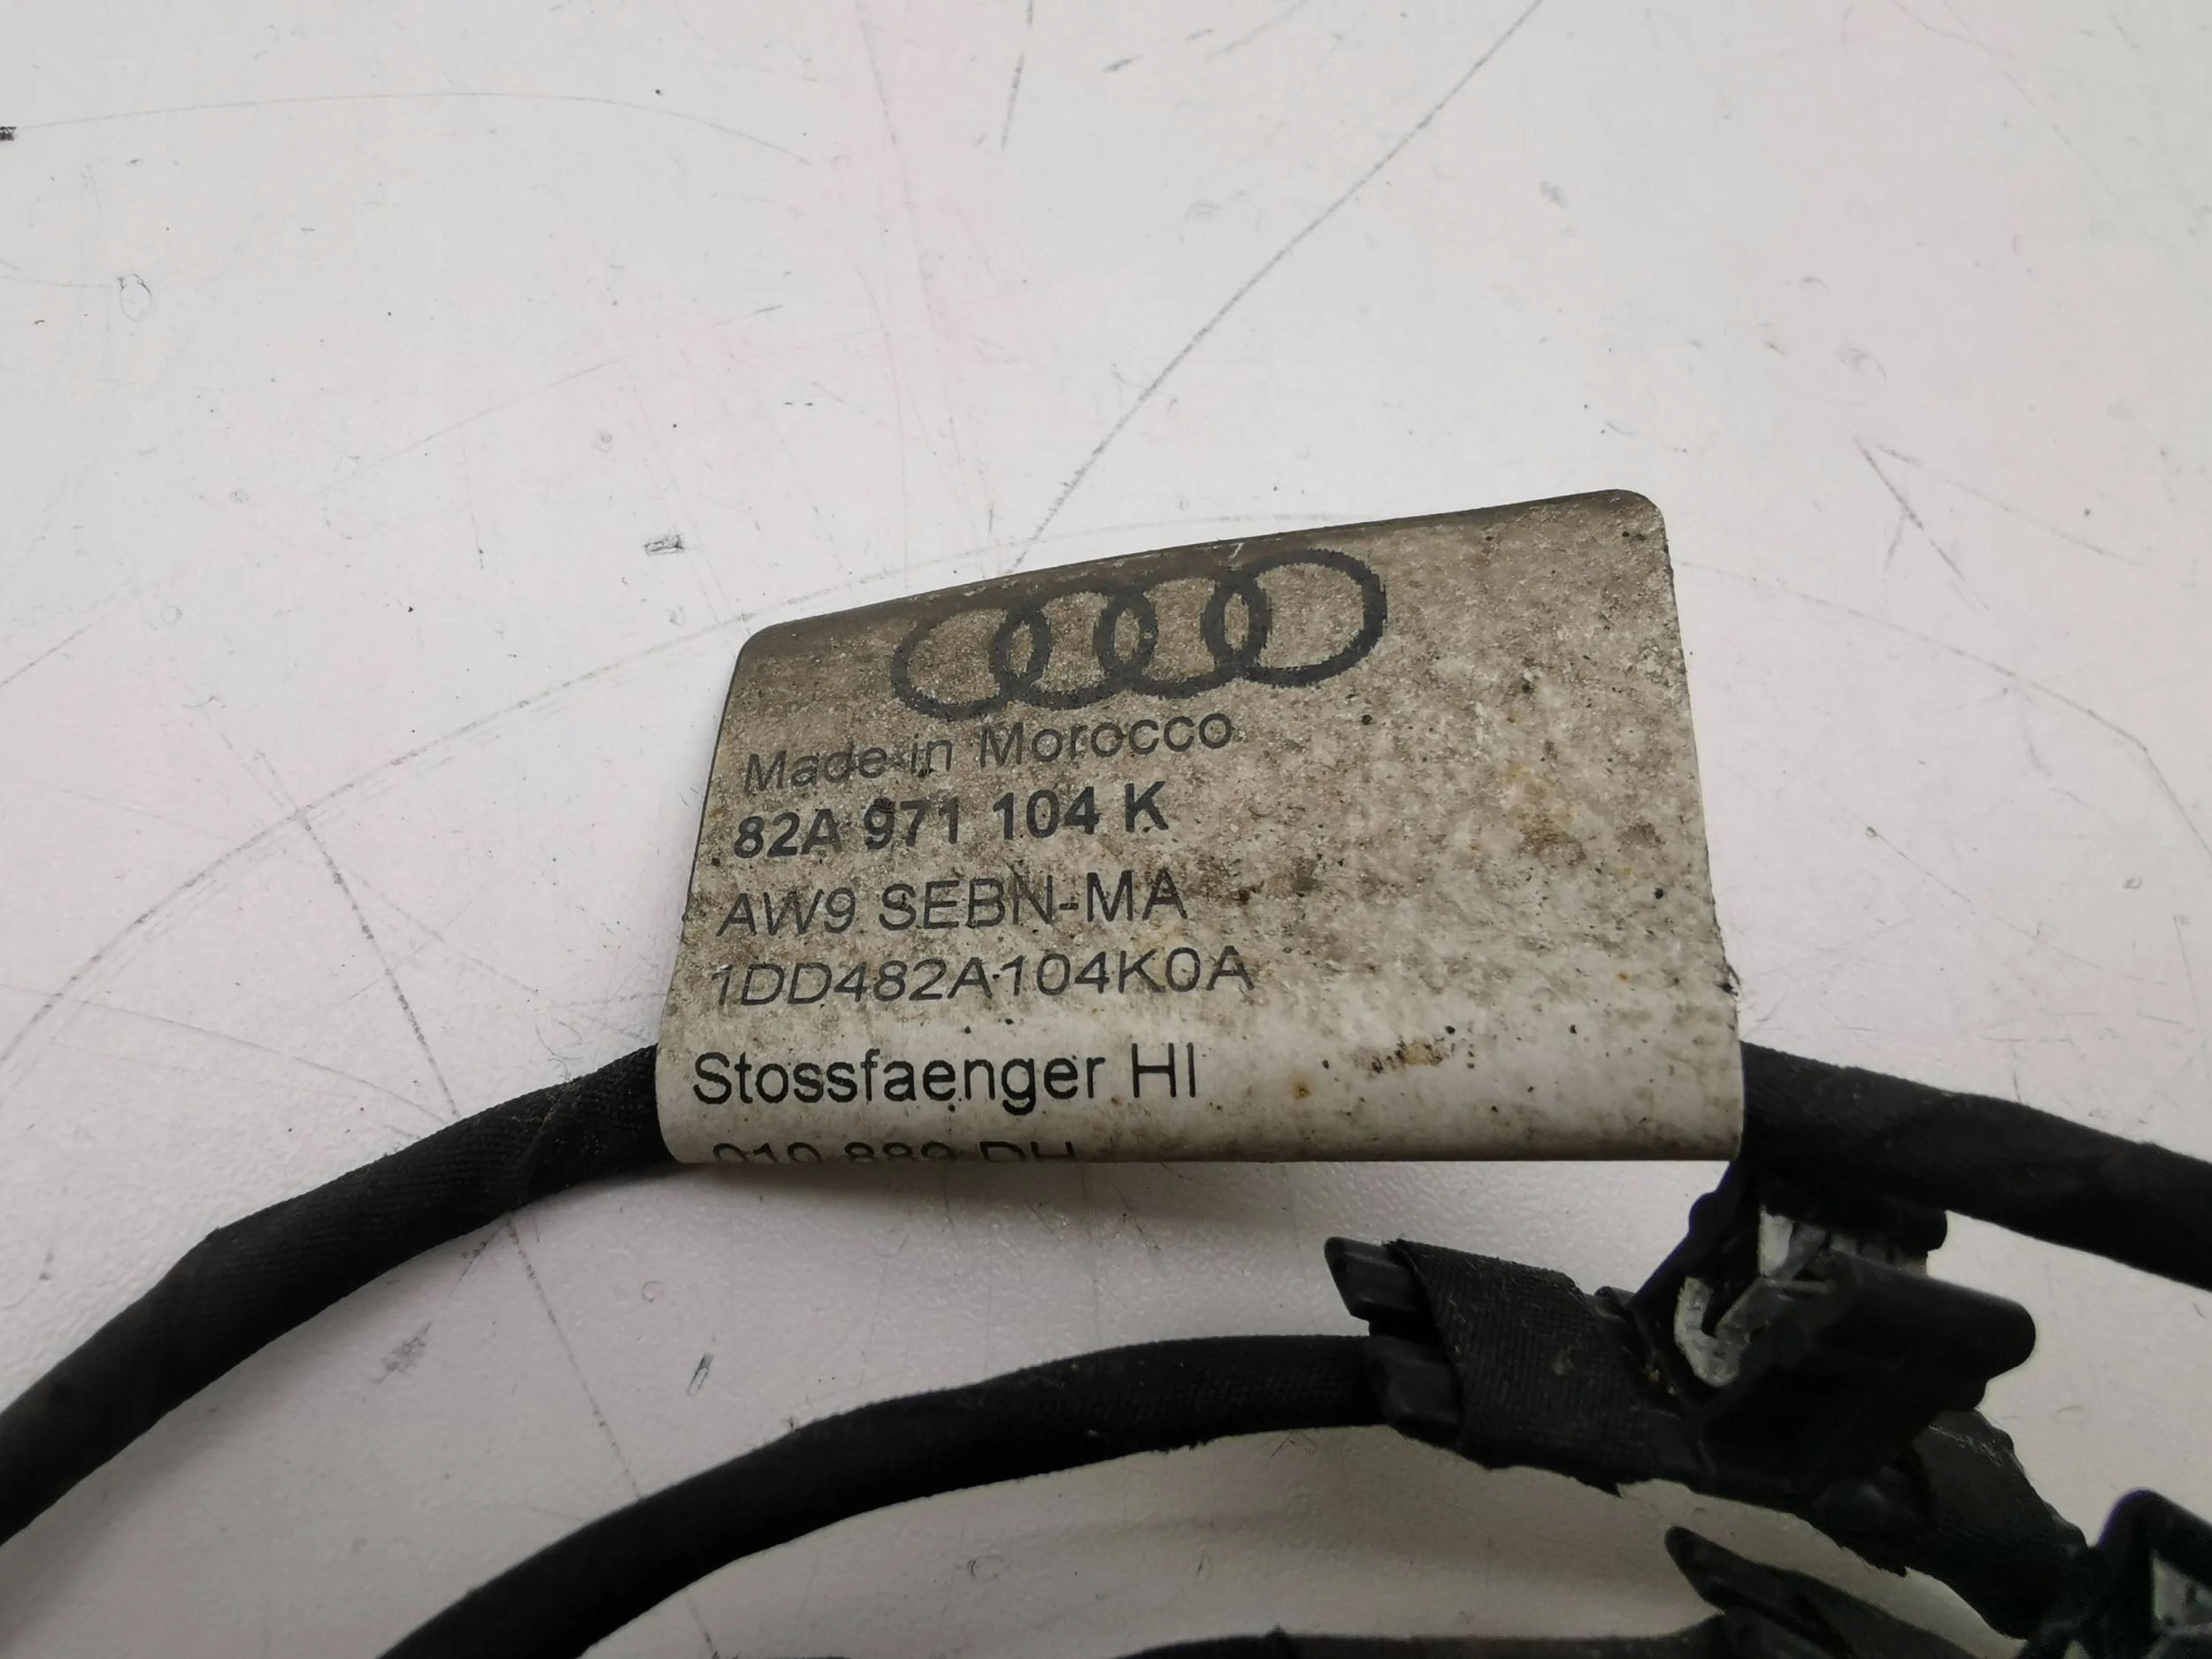 Made in Morocco
82A 971 104 K
AW9 SEBN-MA
1DD482A104K0A
Stossfaenger HI